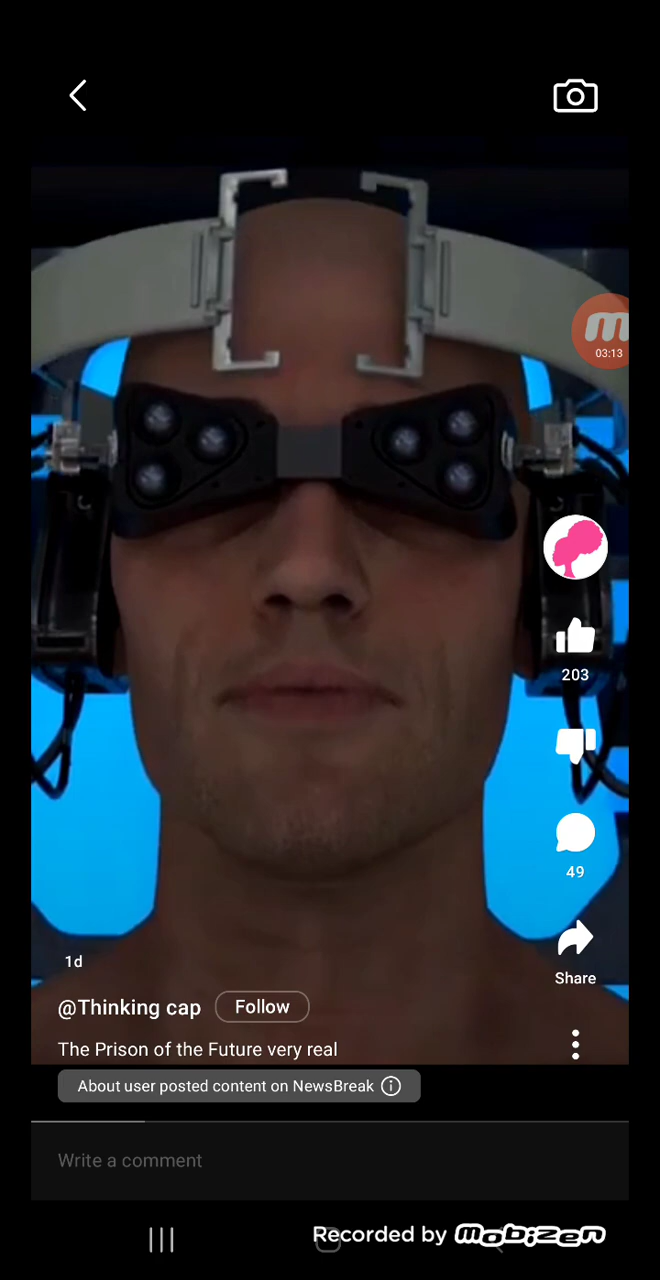 m
03:13
203
49
1d
Share
@Thinking cap Follow
The Prison of the Future very real
About user posted content on NewsBreak
Write a comment
Recorded by mobizen